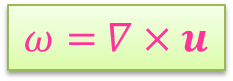 ω = ∇ × u